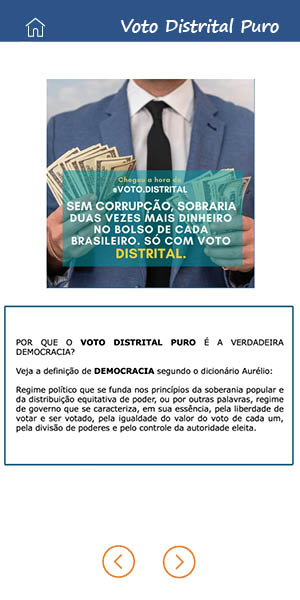 Voto Distrital Puro
Chegou a hora do
@VOTO.DISTRITAL
SEM CORRUPÇÃO, SOBRARIA
DUAS VEZES MAIS DINHEIRO
NO BOLSO DE CADA
BRASILEIRO. SÓ COM VOTO
DISTRITAL.
POR QUE O VOTO DISTRITAL PURO É A VERDADEIRA
DEMOCRACIA?
Veja a definição de DEMOCRACIA segundo o dicionário Aurélio:
Regime político que se funda nos princípios da soberania popular e
da distribuição equitativa de poder, ou por outras palavras, regime
de governo que se caracteriza, em sua essência, pela liberdade de
votar e ser votado, pela igualdade do valor do voto de cada um,
pela divisão de poderes e pelo controle da autoridade eleita.